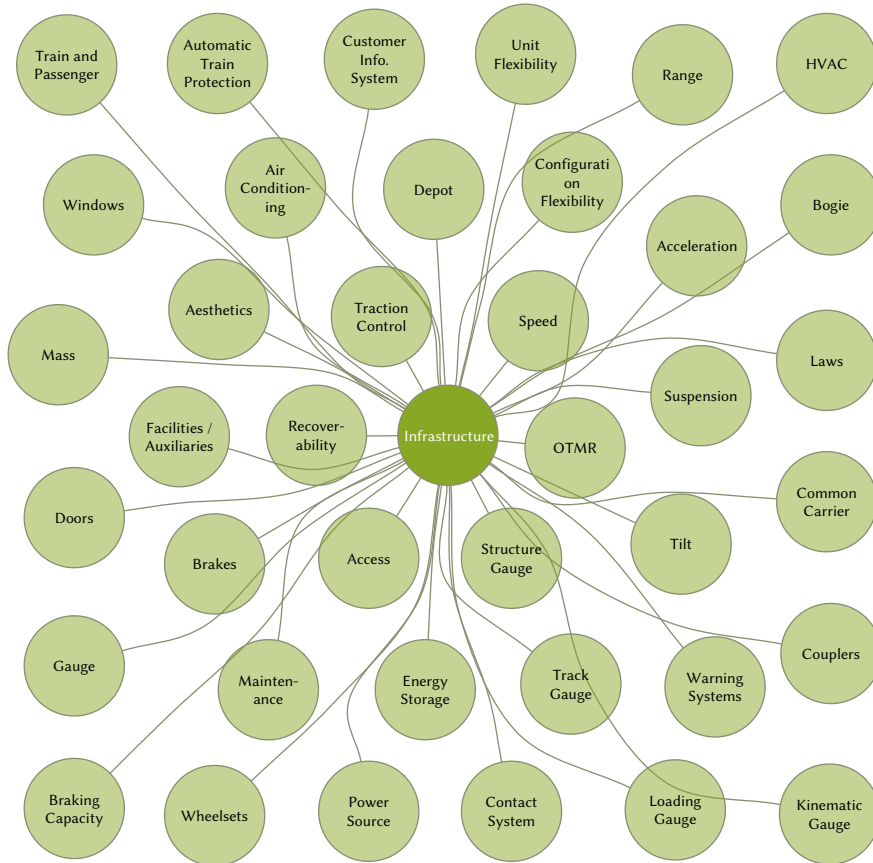 Train and
Passenger
Automatic
Train
Protection
Customer
Info.
System
Unit
Flexibility
Range
HVAC
Windows
Air
Condition-
ing
Depot
Configurati
on
Flexibility
Acceleration
Bogie
Aesthetics
Traction
Control
Speed
Mass
Laws
Suspension
Facilities /
Auxiliaries
Recover-
ability
Infrastructure
OTMR
Doors
Common
Carrier
Brakes
Access
Structure
Gauge
Tilt
Gauge
Mainten-
ance
Energy
Storage
Track
Gauge
Warning
Systems
Couplers
Braking
Capacity
Wheelsets
Power
Source
Contact
System
Loading
Gauge
Kinematic
Gauge